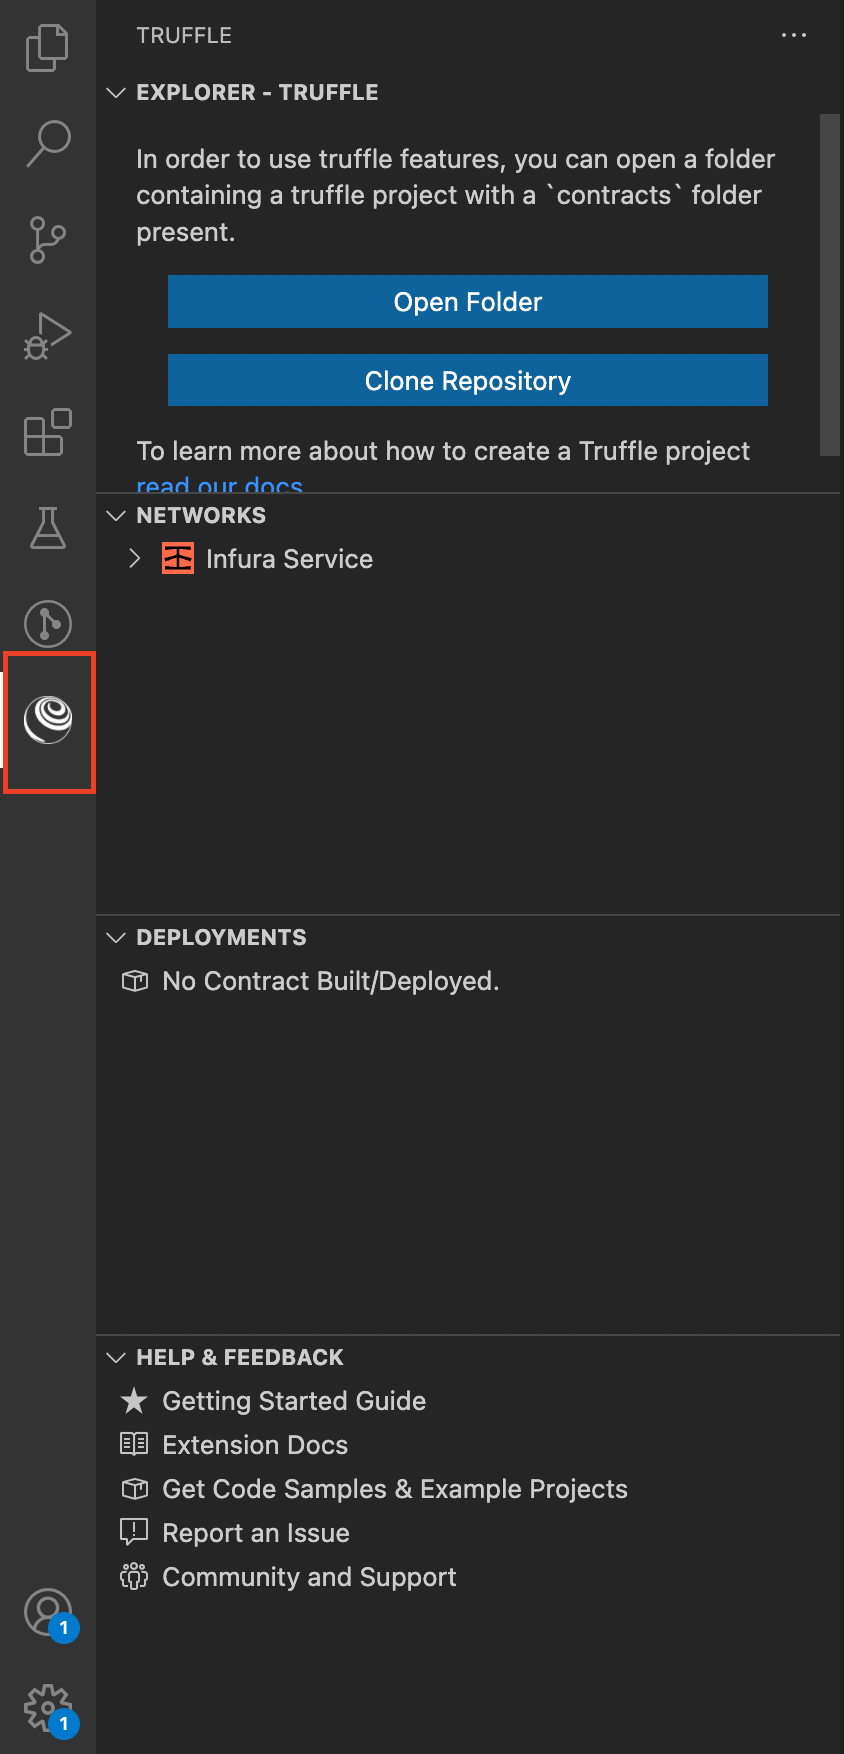 TRUFFLE
EXPLORER - TRUFFLE
In order to use truffle features, you can open a folder
containing a truffle project with a `contracts` folder
present.
Open Folder
Clone Repository
To learn more about how to create a Truffle project
read our docs
NETWORKS
Infura Service
DEPLOYMENTS
No Contract Built/Deployed.
HELP & FEEDBACK
Getting Started Guide
Extension Docs
Get Code Samples & Example Projects
Report an Issue
Community and Support
1
1